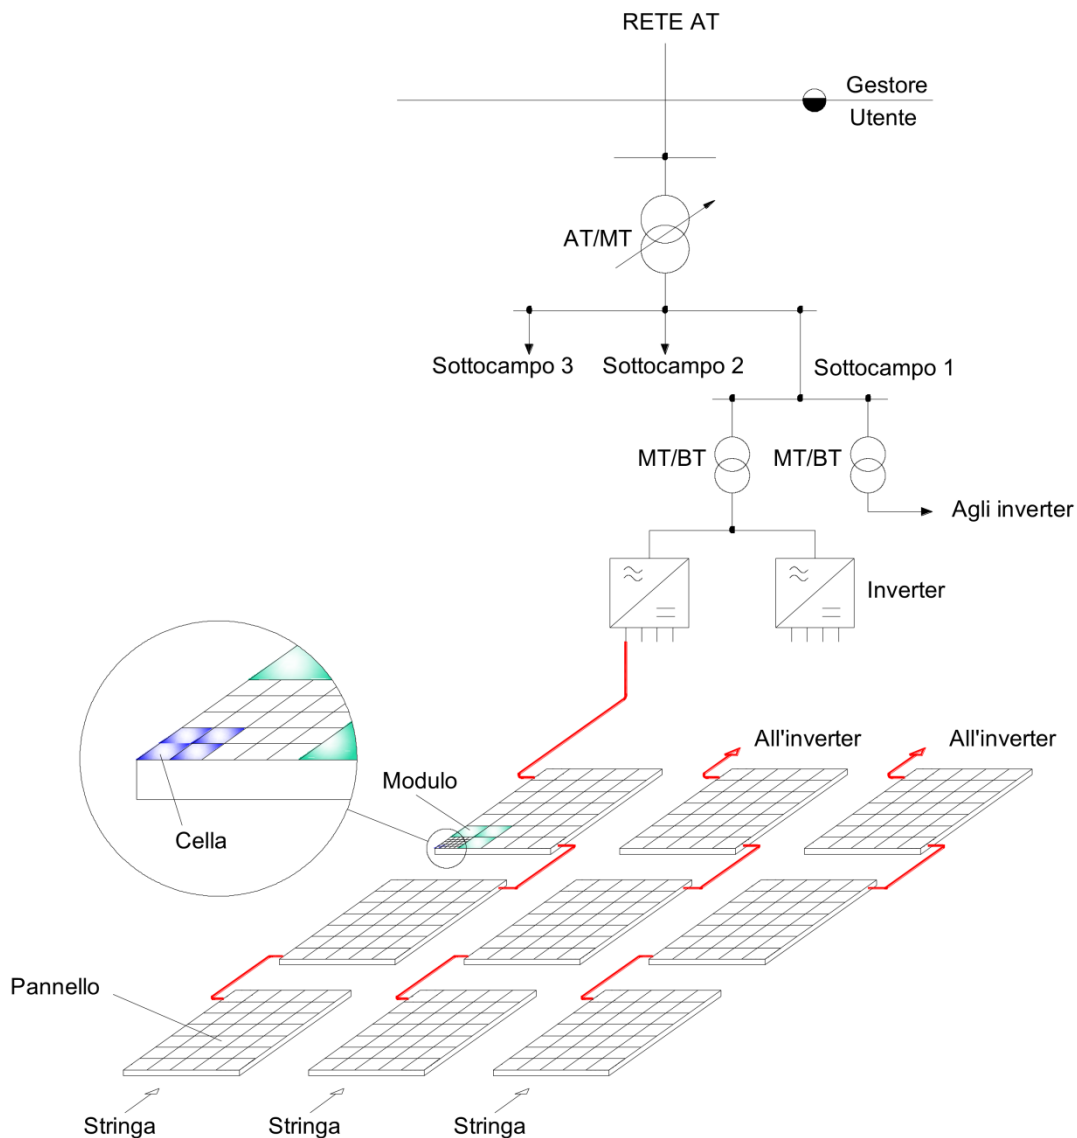 RETE AT
Gestore
Utente
AT/MT
Sottocampo 3
Sottocampo 2
Sottocampo 1
MT/BT
MT/BT
Agli inverter
Inverter
All'inverter
All'inverter
Modulo
Cella
Pannello
Stringa
Stringa
Stringa